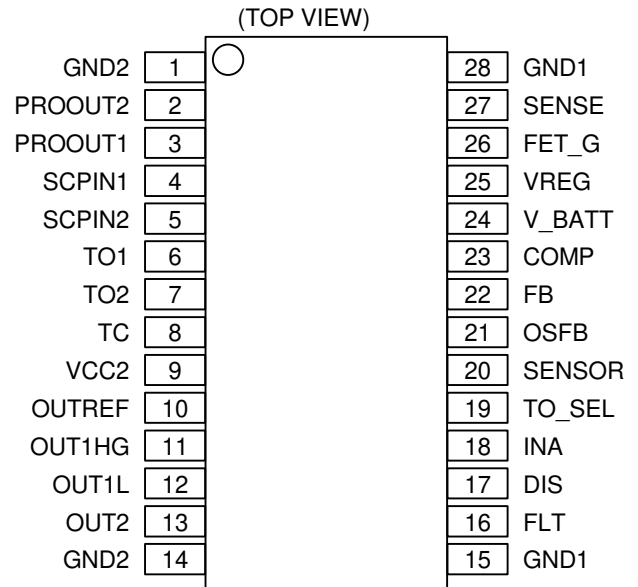 (TOP VIEW)
GND2 1 28 GND1
PROOUT2 2 27 SENSE
PROOUT1 3 26 FET_G
SCPIN1 4 25 VREG
SCPIN2 5 24 V_BATT
TO1 6 23 COMP
TO2 7 22 FB
TC 8 21 OSFB
VCC2 9 20 SENSOR
OUTREF 10 19 TO_SEL
OUT1HG 11 18 INA
OUT1L 12 17 DIS
OUT2 13 16 FLT
GND2 14 15 GND1